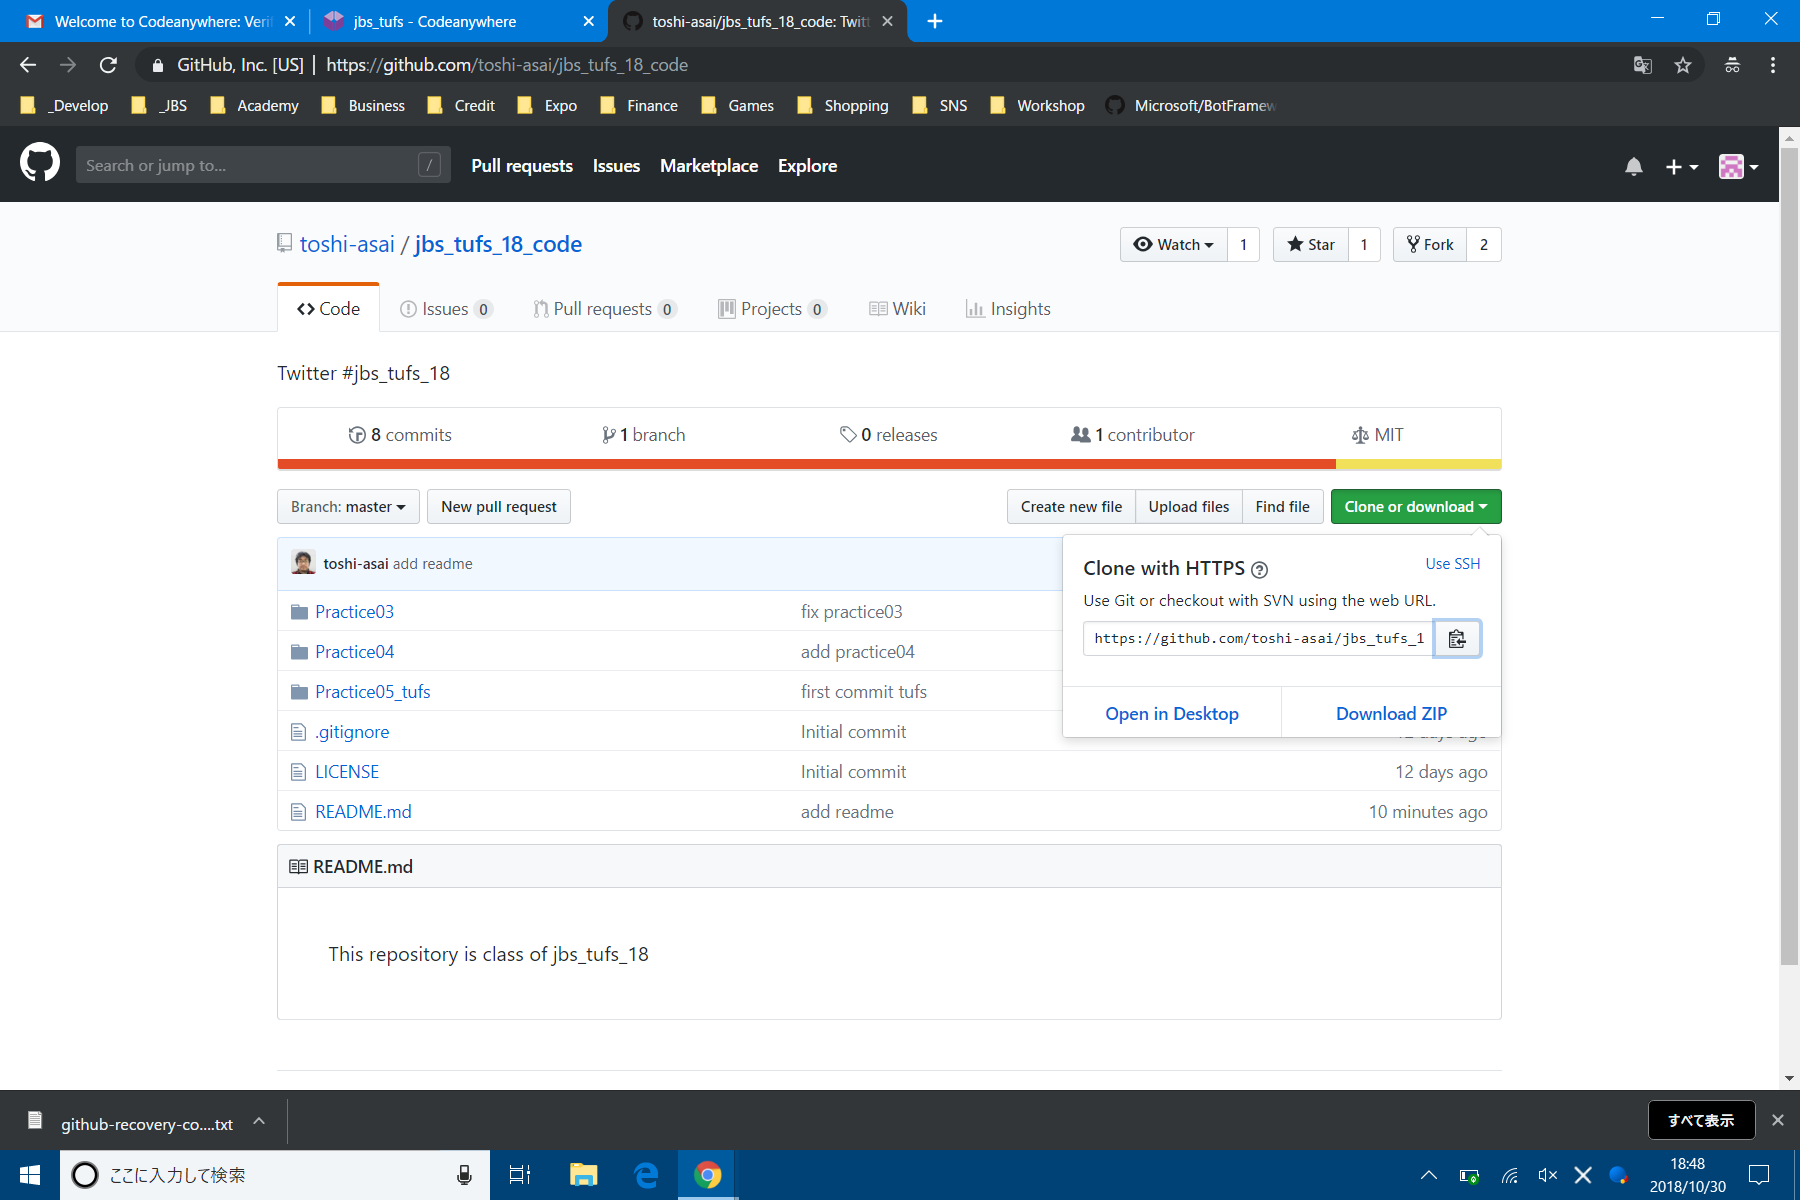 Welcome to Codeanywhere: Verif
jbs_tufs - Codeanywhere
toshi-asai/jbs_tufs_18_code: Twitt
GitHub, Inc. [US] | https://github.com/toshi-asai/jbs_tufs_18_code
_Develop
_JBS
Academy
Business
Credit
Expo
Finance
Games
Shopping
SNS
Workshop
Microsoft/BotFramew
Search or jump to...
/
Pull requests
Issues
Marketplace
Explore
toshi-asai / jbs_tufs_18_code
Watch 1
Star 1
Fork 2
Code
Issues 0
Pull requests 0
Projects 0
Wiki
Insights
Twitter #jbs_tufs_18
8 commits
1 branch
0 releases
1 contributor
MIT
Branch: master
New pull request
Create new file
Upload files
Find file
Clone or download
toshi-asai add readme
Clone with HTTPS
Use SSH
Use Git or checkout with SVN using the web URL.
https://github.com/toshi-asai/jbs_tufs_1
Open in Desktop
Download ZIP
Practice03 fix practice03
Practice04 add practice04
Practice05_tufs first commit tufs
.gitignore Initial commit 12 days ago
LICENSE Initial commit 12 days ago
README.md add readme 10 minutes ago
README.md
This repository is class of jbs_tufs_18
github-recovery-co....txt
すべて表示
ここに入力して検索
18:48
2018/10/30